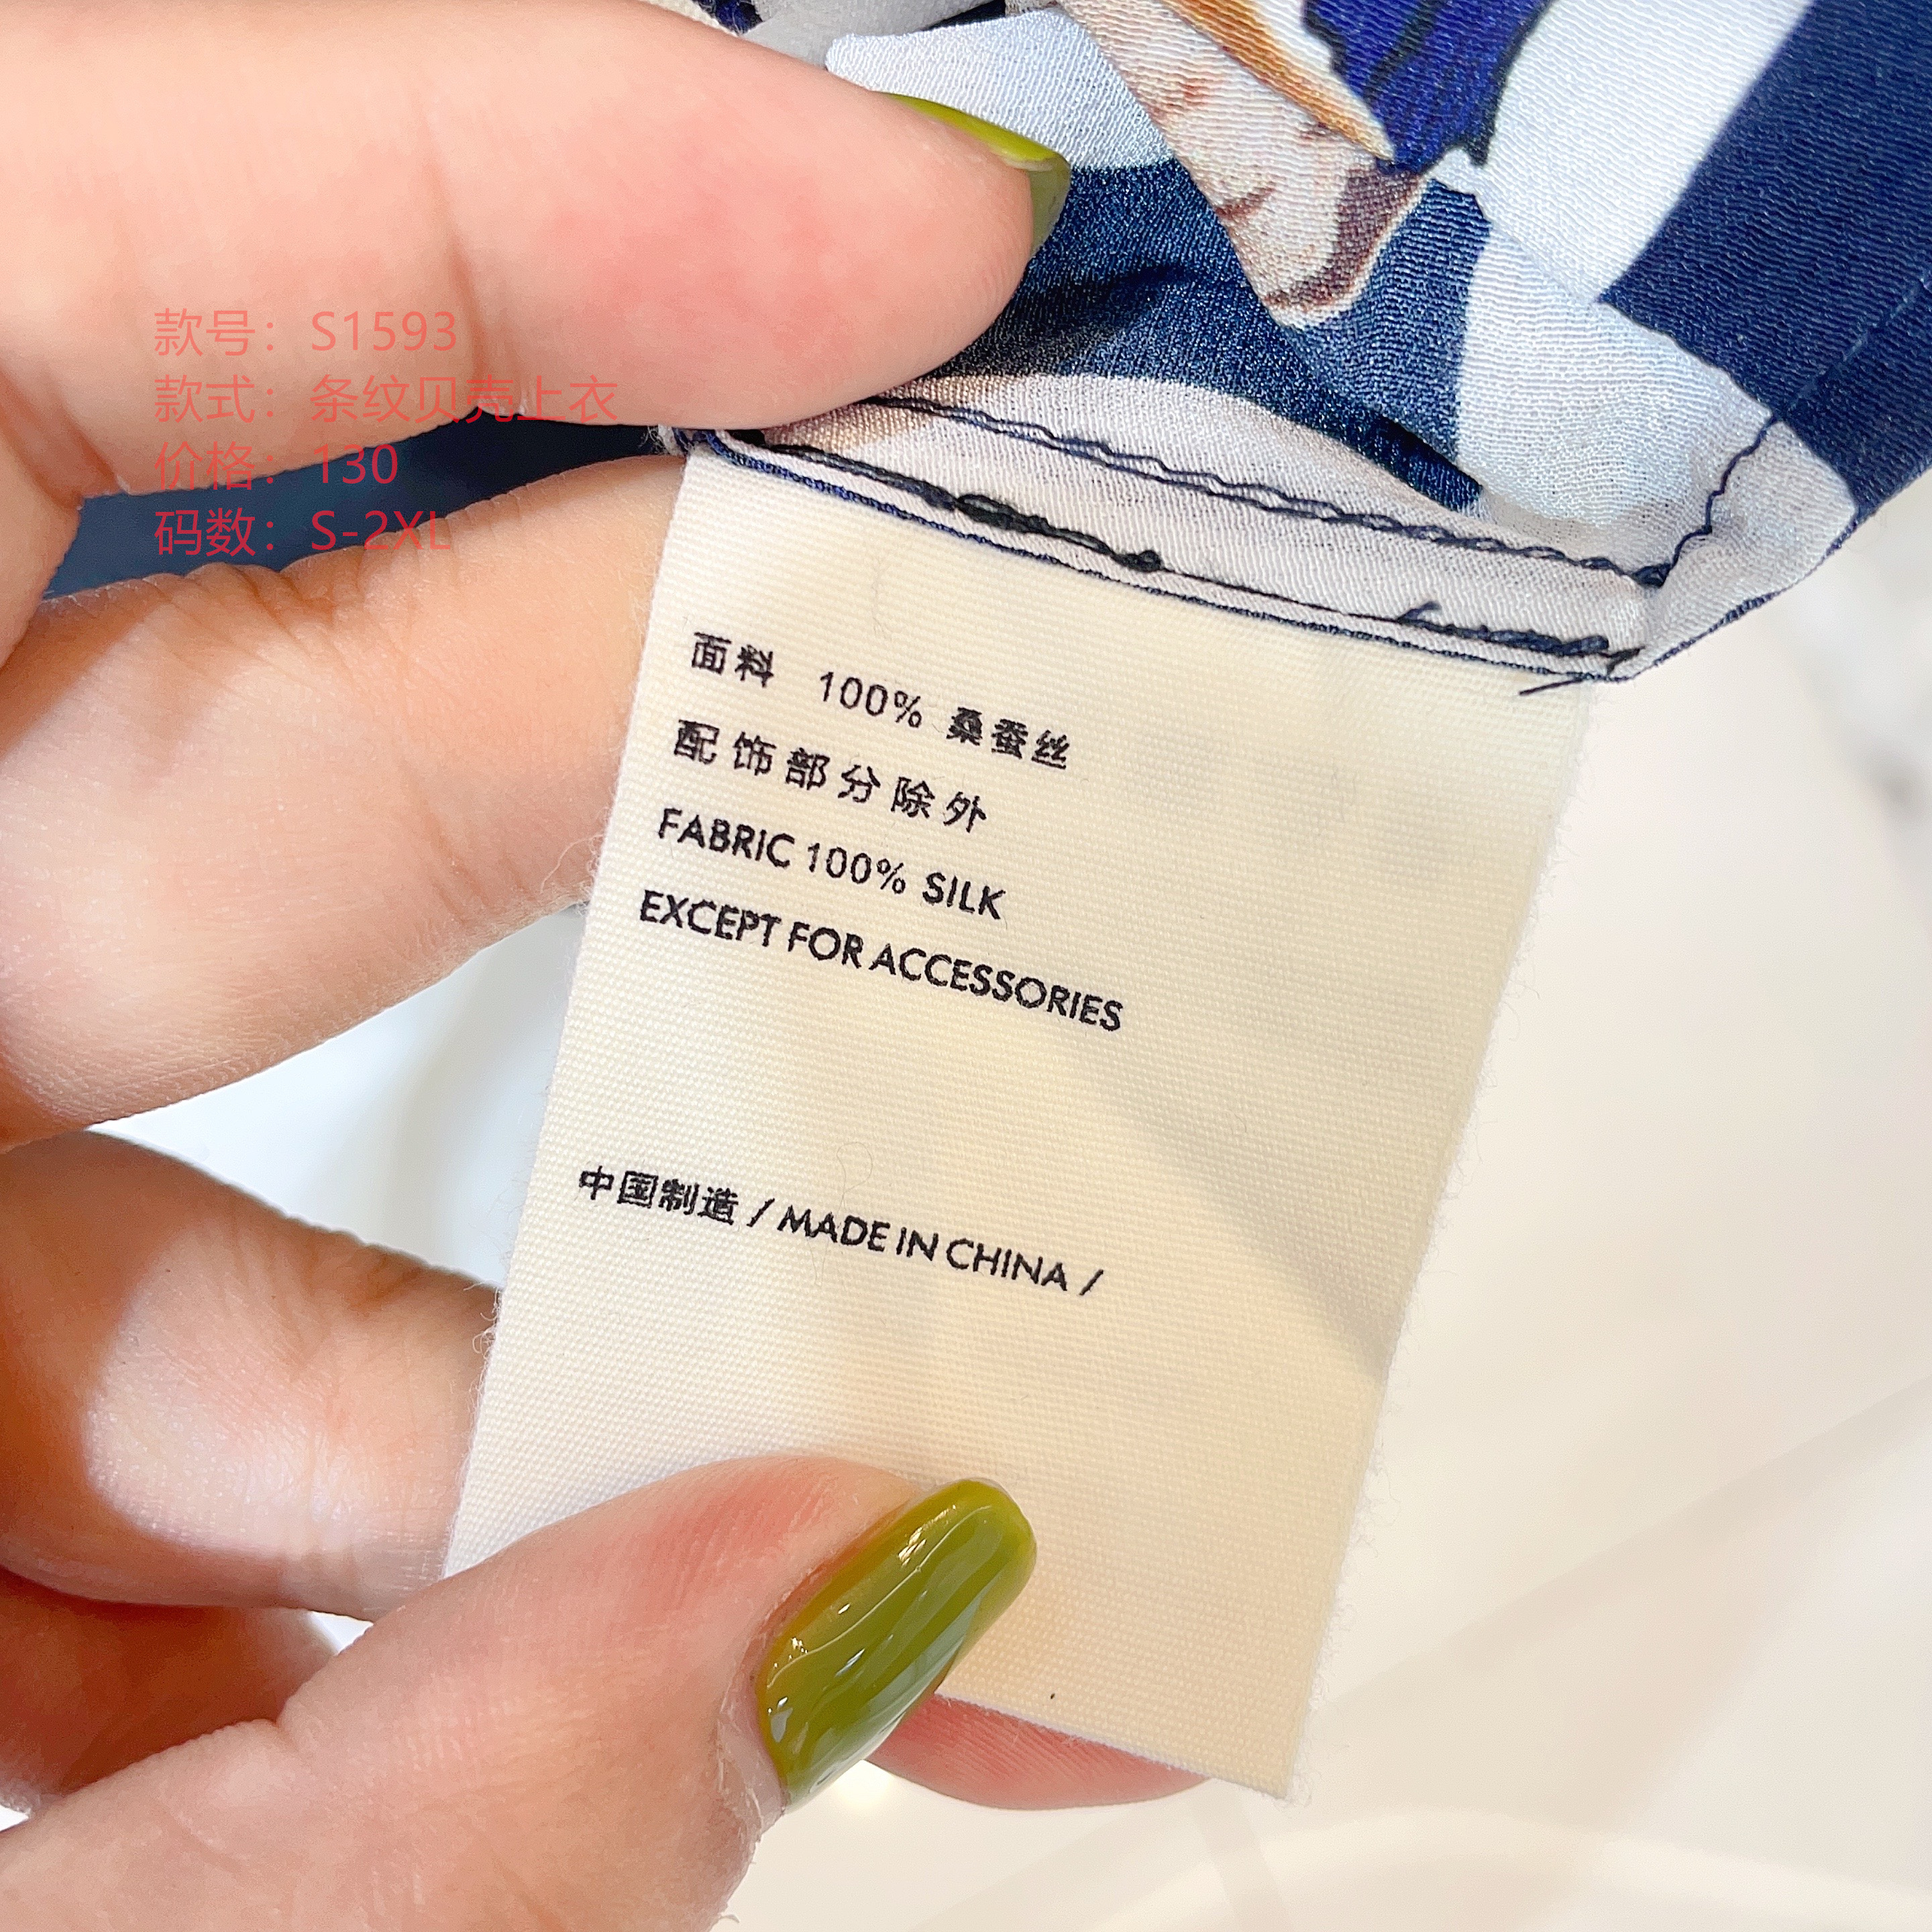 款号：S1593
款式：条纹贝壳上衣
价格：130
码数：S-2XL
面料 100% 桑蚕丝
配饰部分除外
FABRIC 100% SILK
EXCEPT FOR ACCESSORIES
中国制造 / MADE IN CHINA /